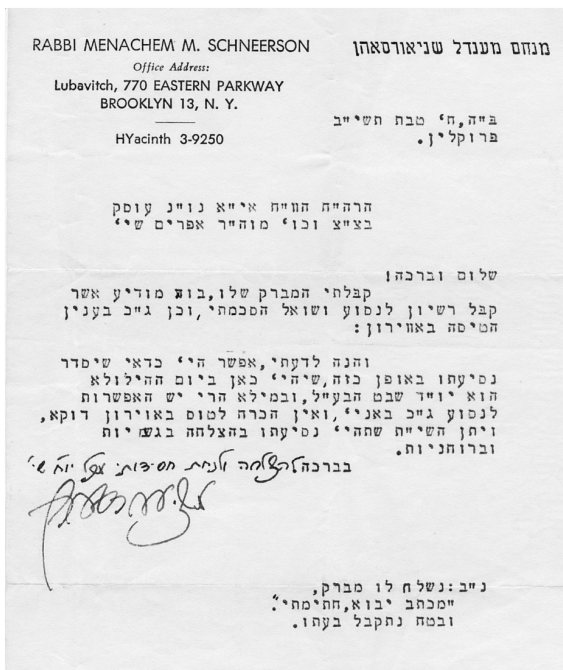 RABBI MENACHEM M. SCHNEERSON
מנחם מענדל שניאורסאהן
Office Address:
Lubavitch, 770 EASTERN PARKWAY
BROOKLYN 13, N. Y.
HYacinth 3-9250
ב"ה,ח' טבת תשי"ב
ברוקלין.
הרה"ח הוו"ח אי"א נו"נ עוסק
בצ"צ וכו' מוה"ר אפרים שי'
שלום וברכה!
קבלתי המברק שלו,בוא מודיע אשר
קבל רשיון לנסוע ושואל הסכמתי,וכן ג"כ בענין
הטיסה באוירון:
והנה לדעתי,אפשר הי' כדאי שיסדר
נסיעתו באופן כזה,שיהי' כאן ביום ההילולא
הוא יו"ד שבט הבע"ל,ובמילא הרי יש האפשרות
לנסוע ג"כ באני',ואין הכרח לטוס באוירון דוקא,
ויתן השי"ת שתהי' נסיעתו בהצלחה בגשמיות
וברוחניות.
בברכה להצלחה
נ"ב:נשלח לו מברק,
"מכתב יבוא,חתימתי".
ובטח נתקבל בעתו.